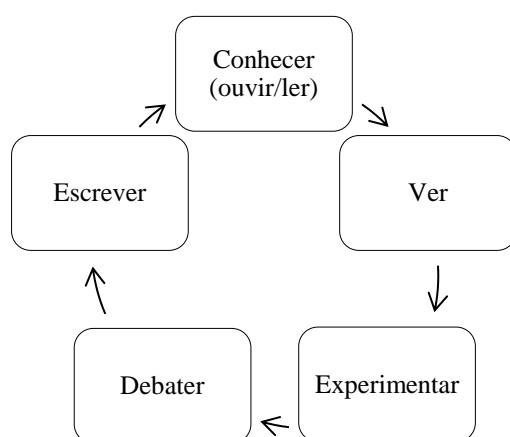 Conhecer
(ouvir/ler)
Ver
Experimentar
Debater
Escrever